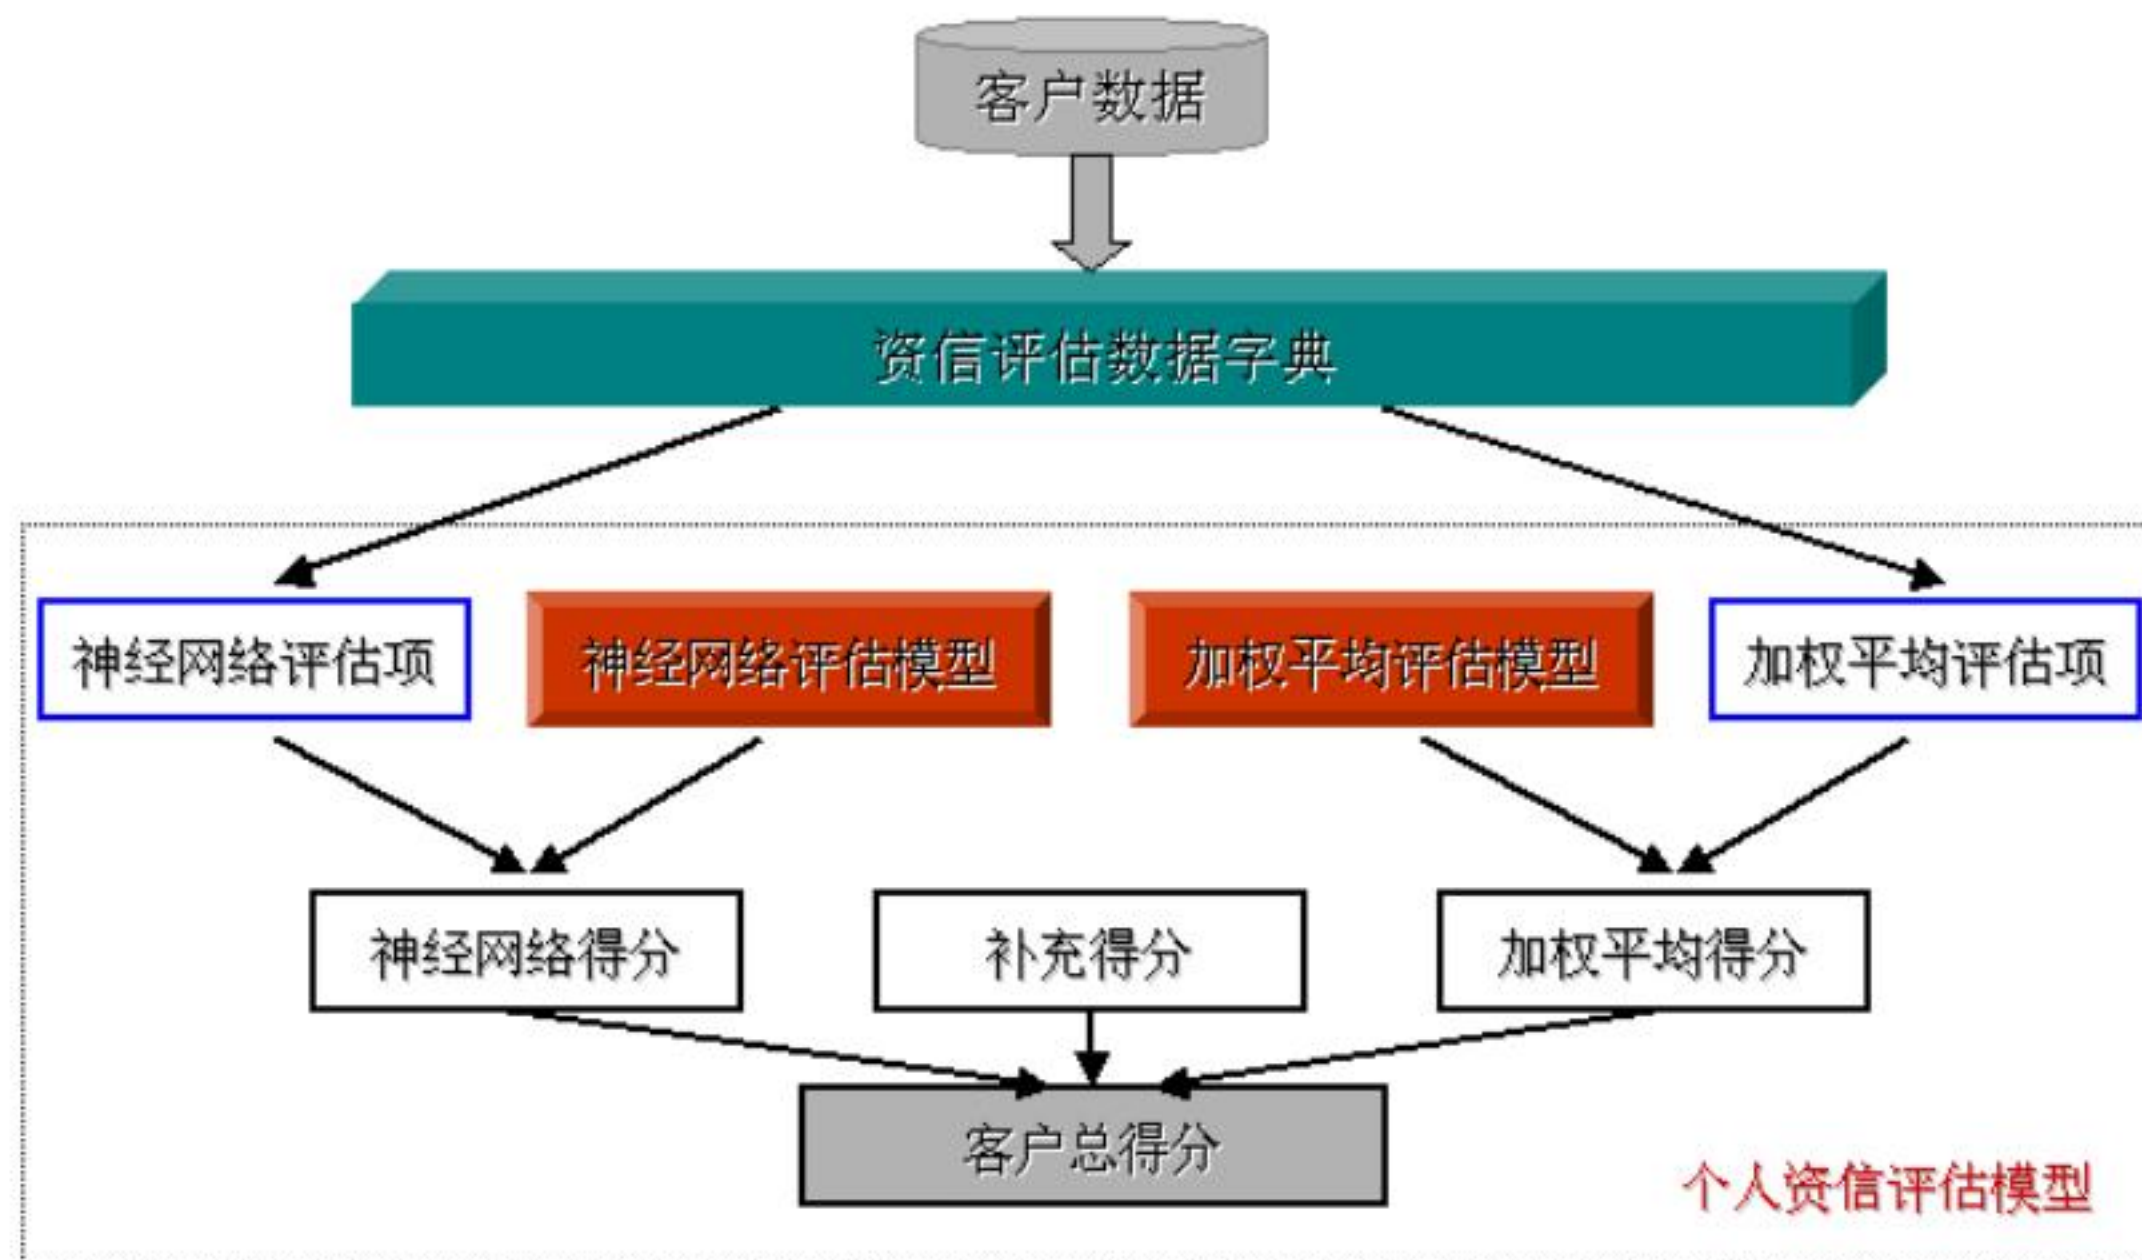 客户数据
资信评估数据字典
神经网络评估项
神经网络评估模型
加权平均评估模型
加权平均评估项
神经网络得分
补充得分
加权平均得分
客户总得分
个人资信评估模型